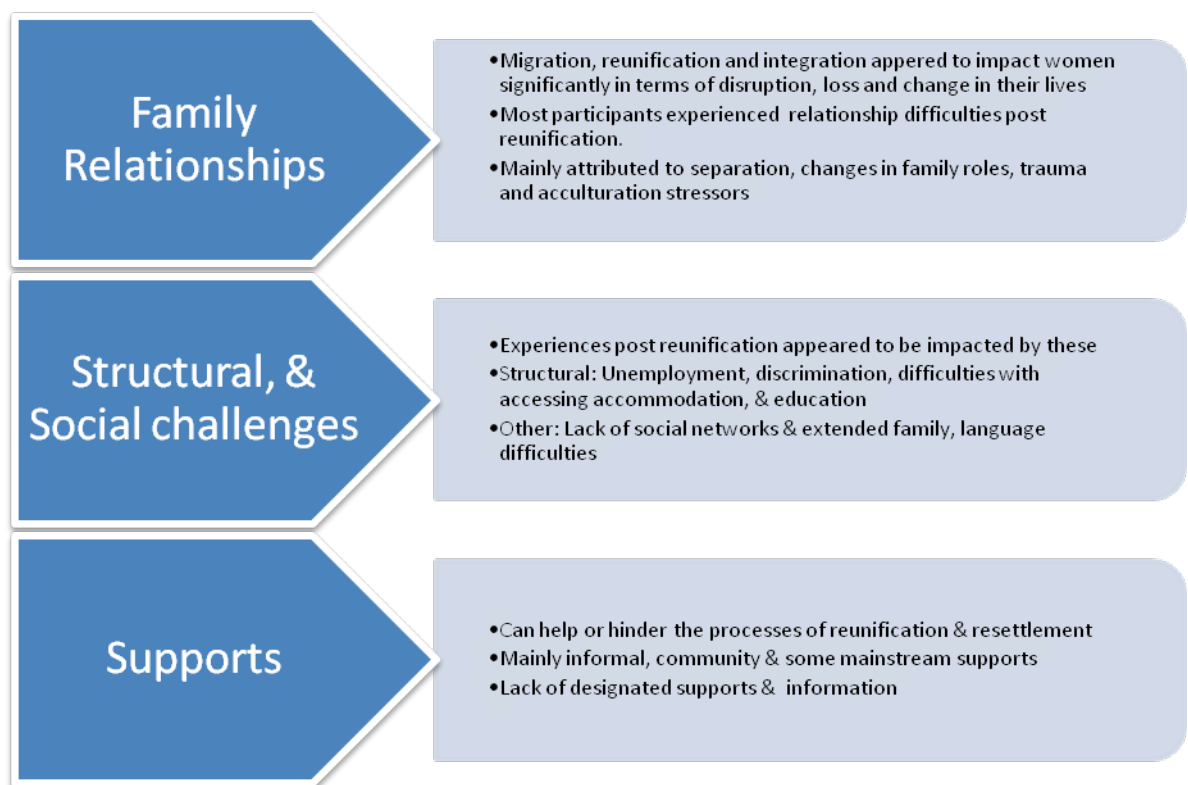 Family
Relationships
•Migration, reunification and integration appered to impact women
significantly in terms of disruption, loss and change in their lives
•Most participants experienced relationship difficulties post
reunification.
•Mainly attributed to separation, changes in family roles, trauma
and acculturation stressors
Structural, &
Social challenges
•Experiences post reunification appeared to be impacted by these
•Structural: Unemployment, discrimination, difficulties with
accessing accommodation, & education
•Other: Lack of social networks & extended family, language
difficulties
Supports
•Can help or hinder the processes of reunification & resettlement
•Mainly informal, community & some mainstream supports
•Lack of designated supports & information